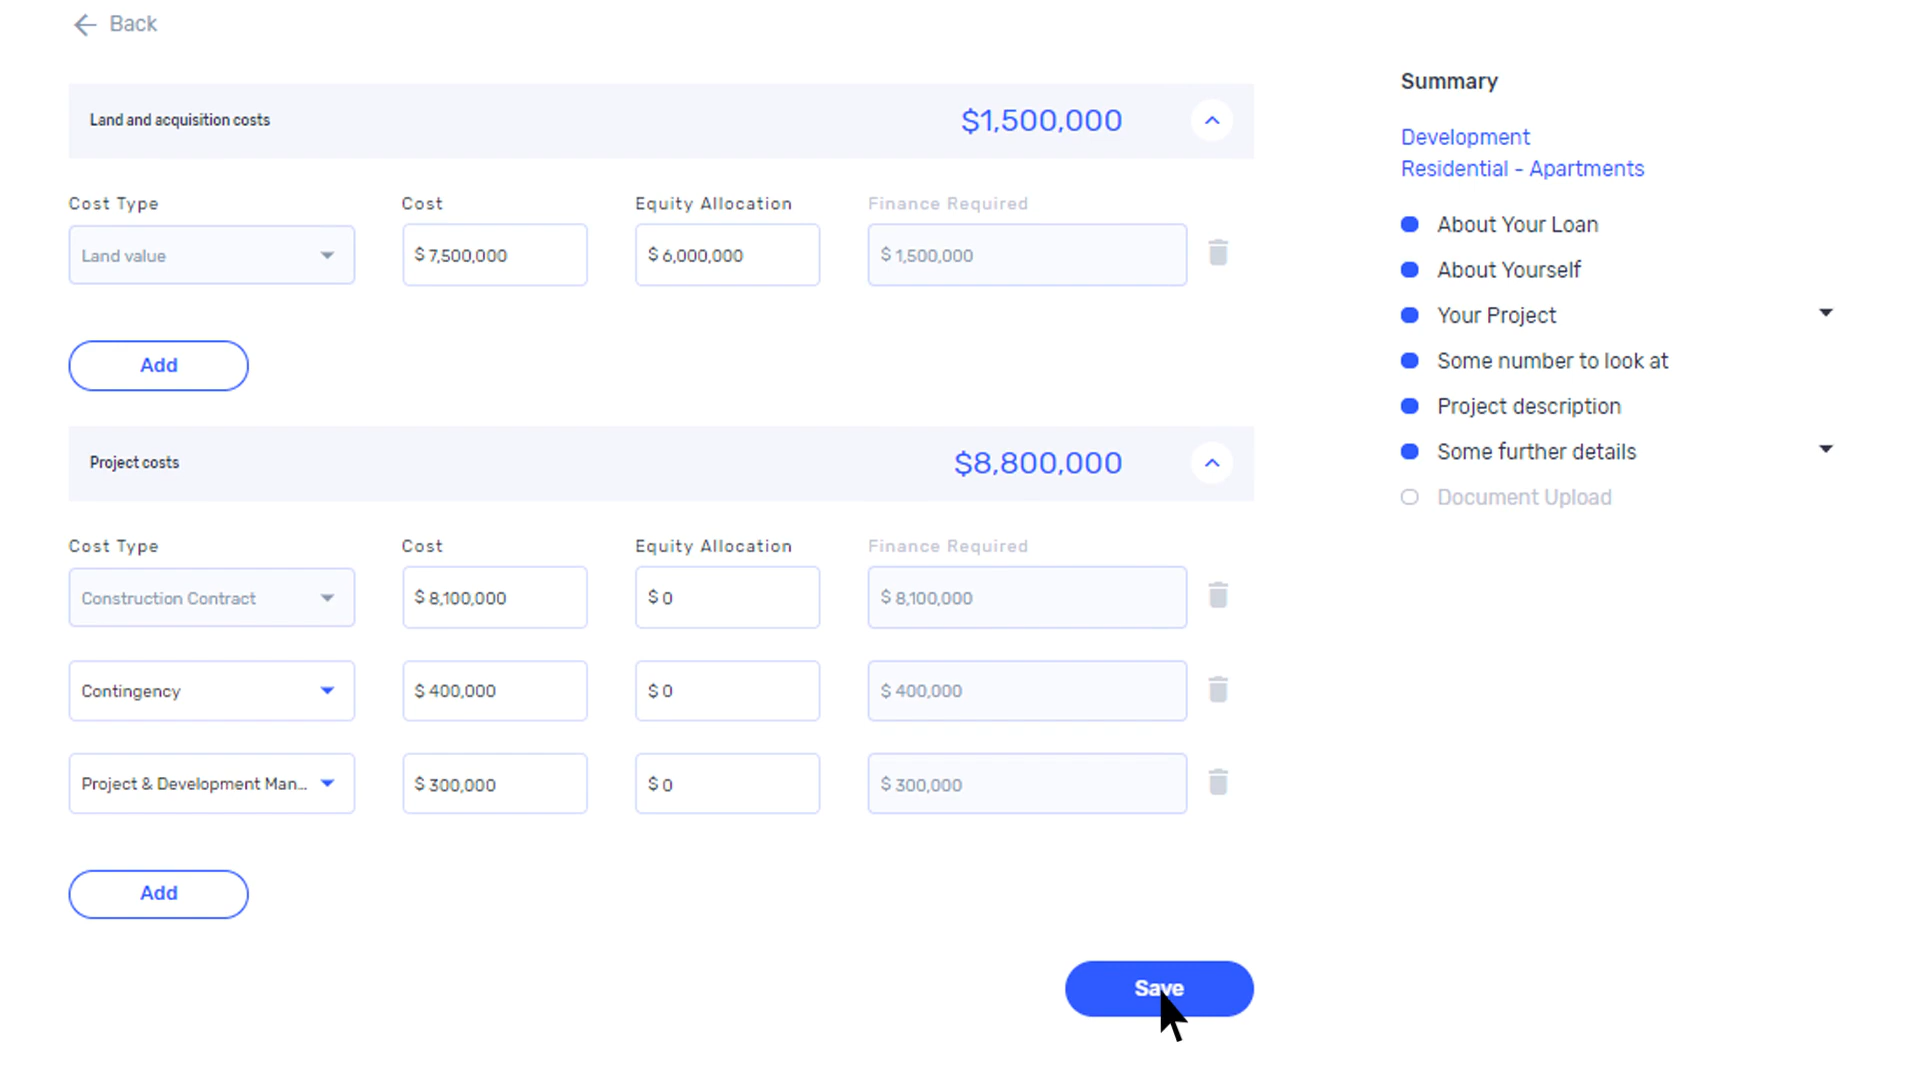 Back
Summary
Land and acquisition costs $1,500,000
Development
Residential - Apartments
Cost Type Cost Equity Allocation Finance Required
Land value $ 7,500,000 $ 6,000,000 $ 1,500,000
Add
About Your Loan
About Yourself
Your Project
Some number to look at
Project description
Some further details
Document Upload
Project costs $8,800,000
Cost Type Cost Equity Allocation Finance Required
Construction Contract $ 8,100,000 $ 0 $ 8,100,000
Contingency $ 400,000 $ 0 $ 400,000
Project & Development Man... $ 300,000 $ 0 $ 300,000
Add
Save